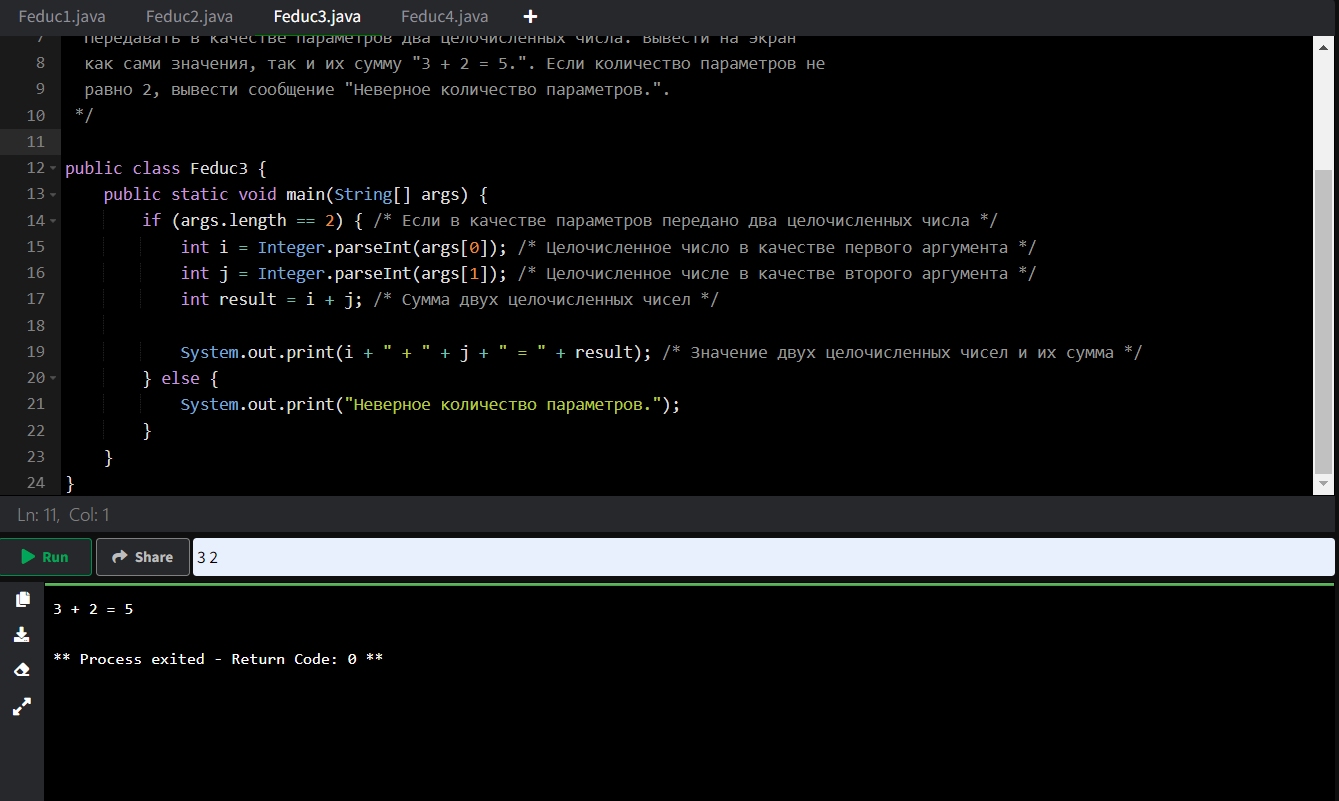 Feduc1.java Feduc2.java Feduc3.java Feduc4.java +
7 Передавать в качестве параметров два целочисленных числа. Вывести на экран
8 как сами значения, так и их сумму "3 + 2 = 5.". Если количество параметров не
9 равно 2, вывести сообщение "Неверное количество параметров.".
10 */
11
12 public class Feduc3 {
13 public static void main(String[] args) {
14 if (args.length == 2) { /* Если в качестве параметров передано два целочисленных числа */
15 int i = Integer.parseInt(args[0]); /* Целочисленное число в качестве первого аргумента */
16 int j = Integer.parseInt(args[1]); /* Целочисленное числе в качестве второго аргумента */
17 int result = i + j; /* Сумма двух целочисленных чисел */
18
19 System.out.print(i + " + " + j + " = " + result); /* Значение двух целочисленных чисел и их сумма */
20 } else {
21 System.out.print("Неверное количество параметров.");
22 }
23 }
24 }
Ln: 11, Col: 1
Run Share 3 2
3 + 2 = 5
** Process exited - Return Code: 0 **